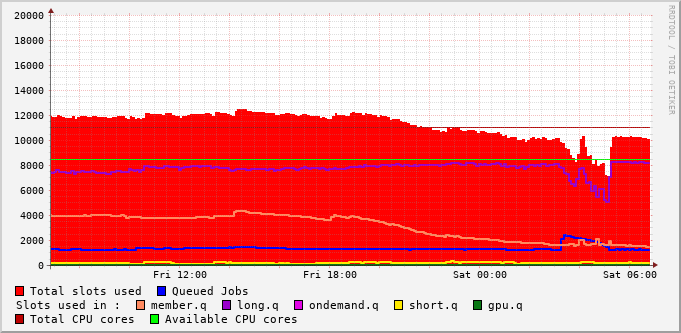 20000
18000
16000
14000
12000
10000
8000
6000
4000
2000
0
Fri 12:00 Fri 18:00 Sat 00:00 Sat 06:00
RRDTOOL / TOBI OETIKER
Total slots used Queued Jobs
Slots used in : member.q long.q ondemand.q short.q gpu.q
Total CPU cores Available CPU cores